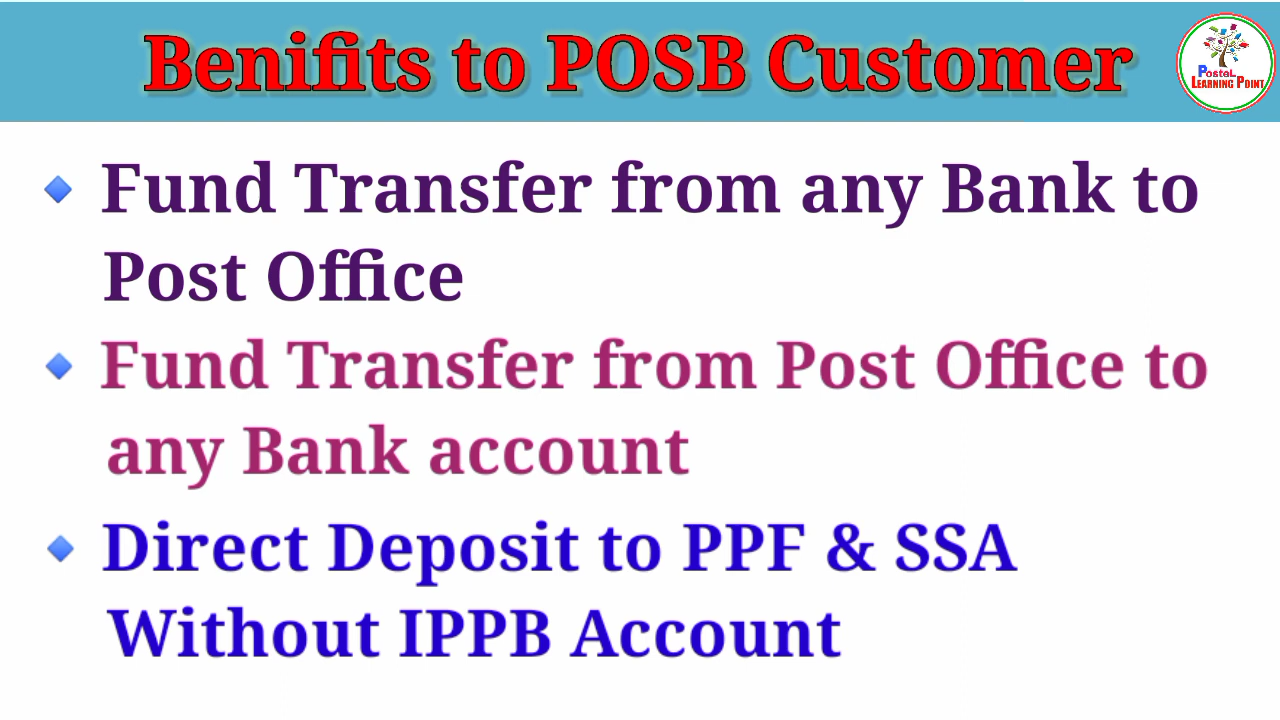 Benifits to POSB Customer
Postel
Learning Point
Fund Transfer from any Bank to
Post Office
Fund Transfer from Post Office to
any Bank account
Direct Deposit to PPF & SSA
Without IPPB Account